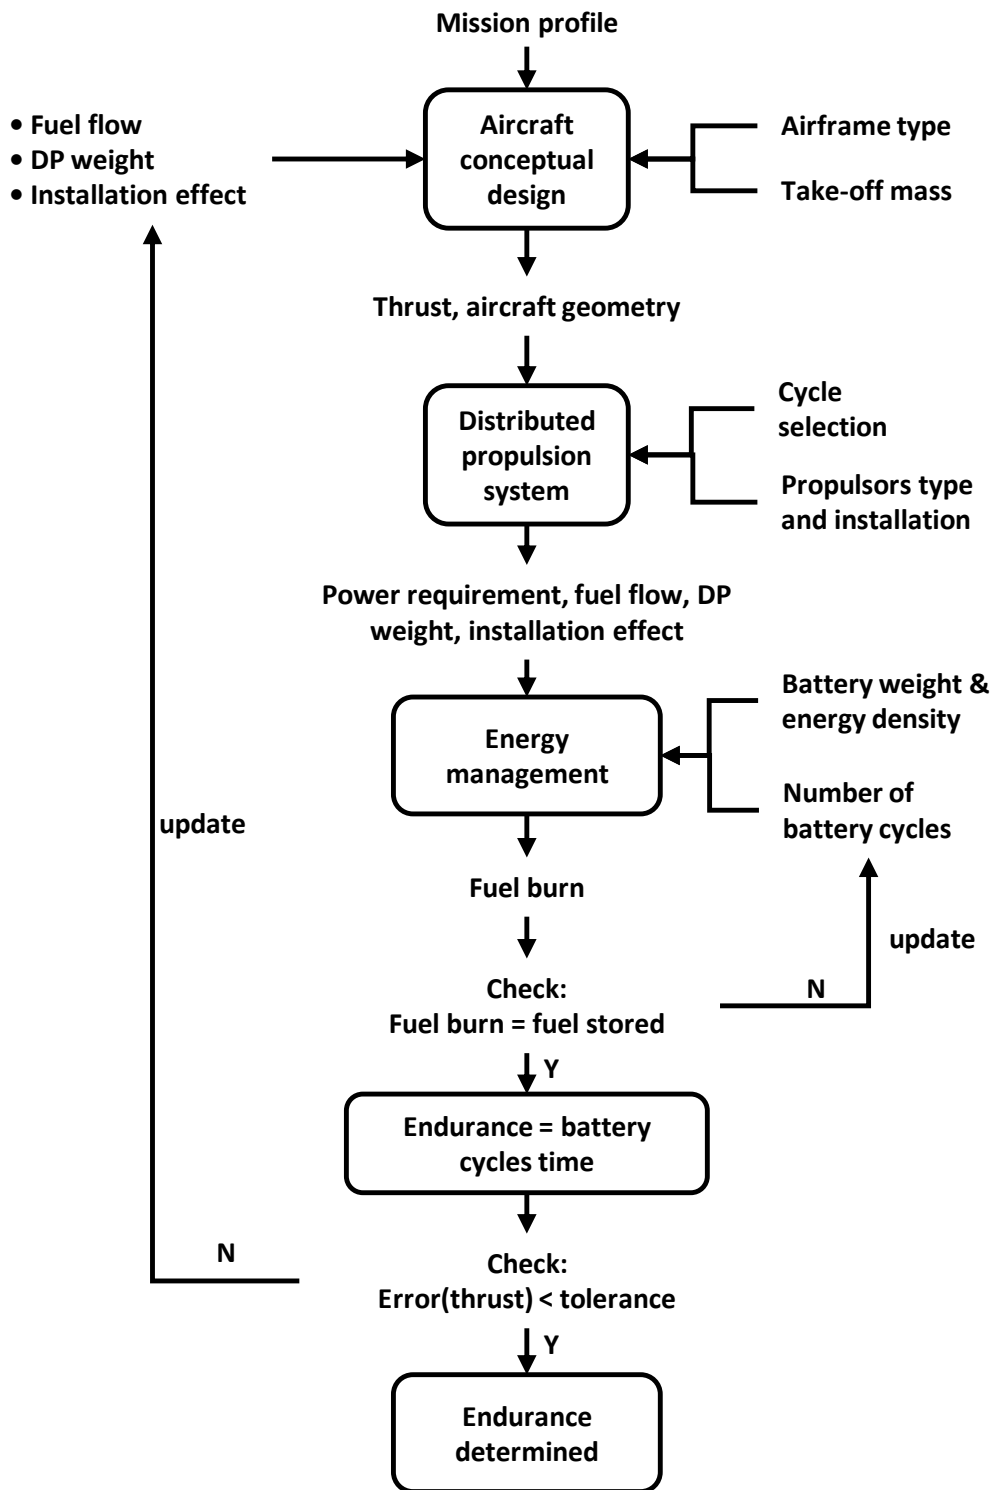 Mission profile
• Fuel flow
• DP weight
• Installation effect
Aircraft
conceptual
design
Airframe type
Take-off mass
Thrust, aircraft geometry
Distributed
propulsion
system
Cycle
selection
Propulsors type
and installation
Power requirement, fuel flow, DP
weight, installation effect
Energy
management
Battery weight &
energy density
Number of
battery cycles
update
Fuel burn
update
Check:
Fuel burn = fuel stored
N
Y
Endurance = battery
cycles time
N
Check:
Error(thrust) < tolerance
Y
Endurance
determined